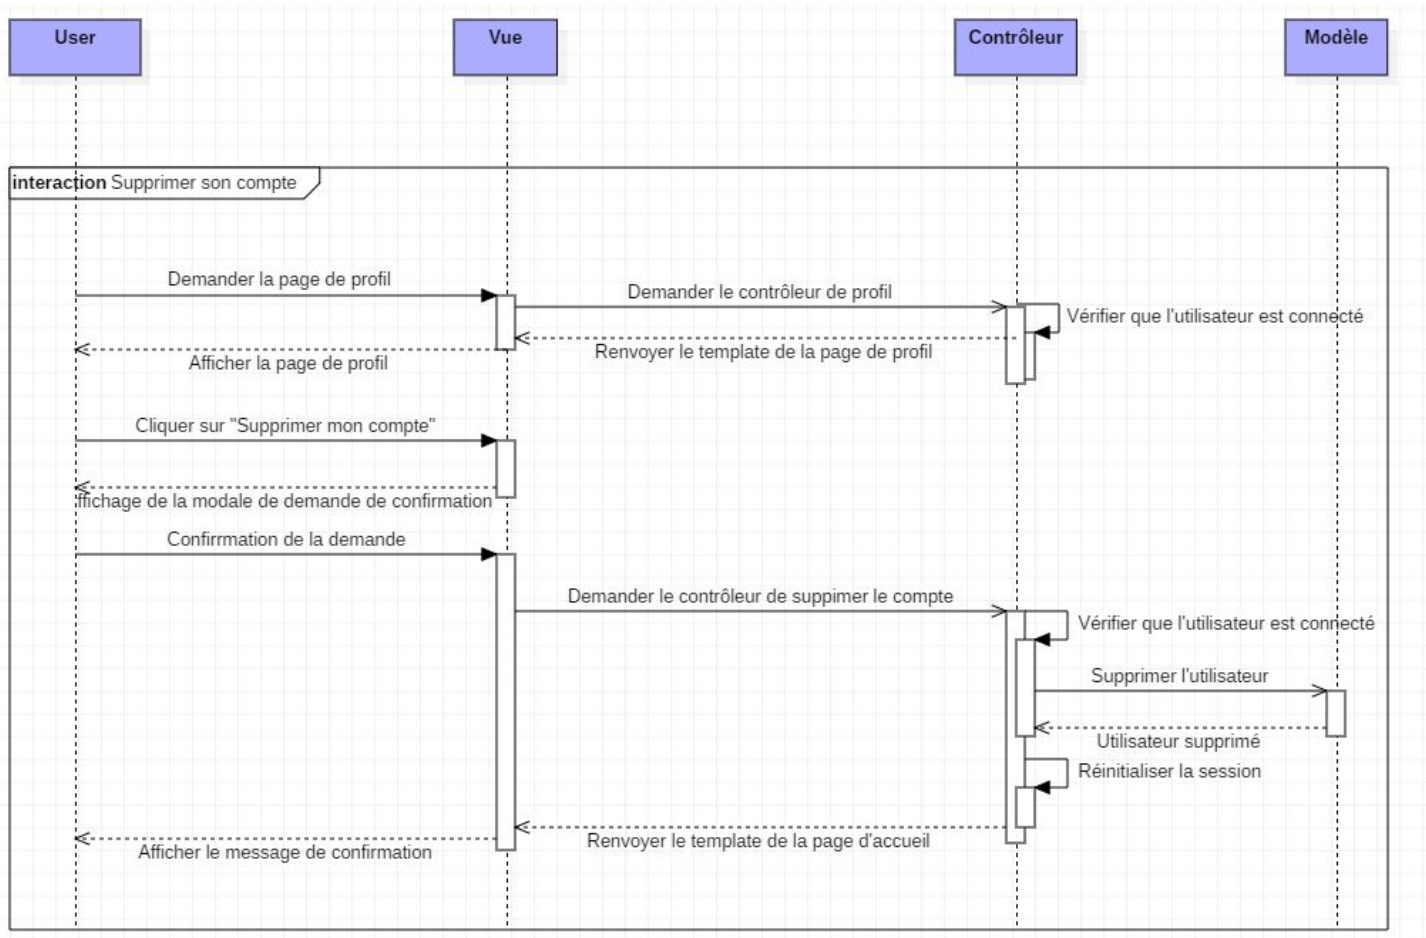 User
Vue
Contrôleur
Modèle
interaction Supprimer son compte
Demander la page de profil
Demander le contrôleur de profil
Vérifier que l'utilisateur est connecté
Renvoyer le template de la page de profil
Afficher la page de profil
Cliquer sur "Supprimer mon compte"
ffichage de la modale de demande de confirmation
Confirrmation de la demande
Demander le contrôleur de suppimer le compte
Vérifier que l'utilisateur est connecté
Supprimer l'utilisateur
Utilisateur supprimé
Réinitialiser la session
Renvoyer le template de la page d'accueil
Afficher le message de confirmation